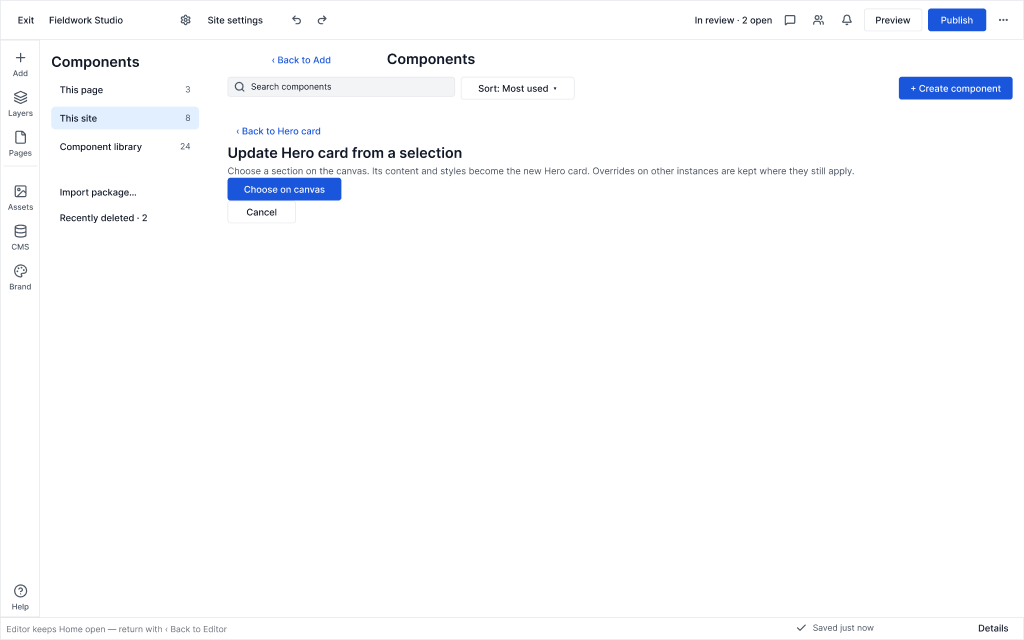 Exit
Fieldwork Studio
Site settings
In review · 2 open
Preview
Publish
Add
Layers
Pages
Assets
CMS
Brand
Help
Components
This page 3
This site 8
Component library 24
Import package...
Recently deleted · 2
‹ Back to Add
Components
Search components
Sort: Most used
+ Create component
‹ Back to Hero card
Update Hero card from a selection
Choose a section on the canvas. Its content and styles become the new Hero card. Overrides on other instances are kept where they still apply.
Choose on canvas
Cancel
Editor keeps Home open — return with ‹ Back to Editor
Saved just now
Details